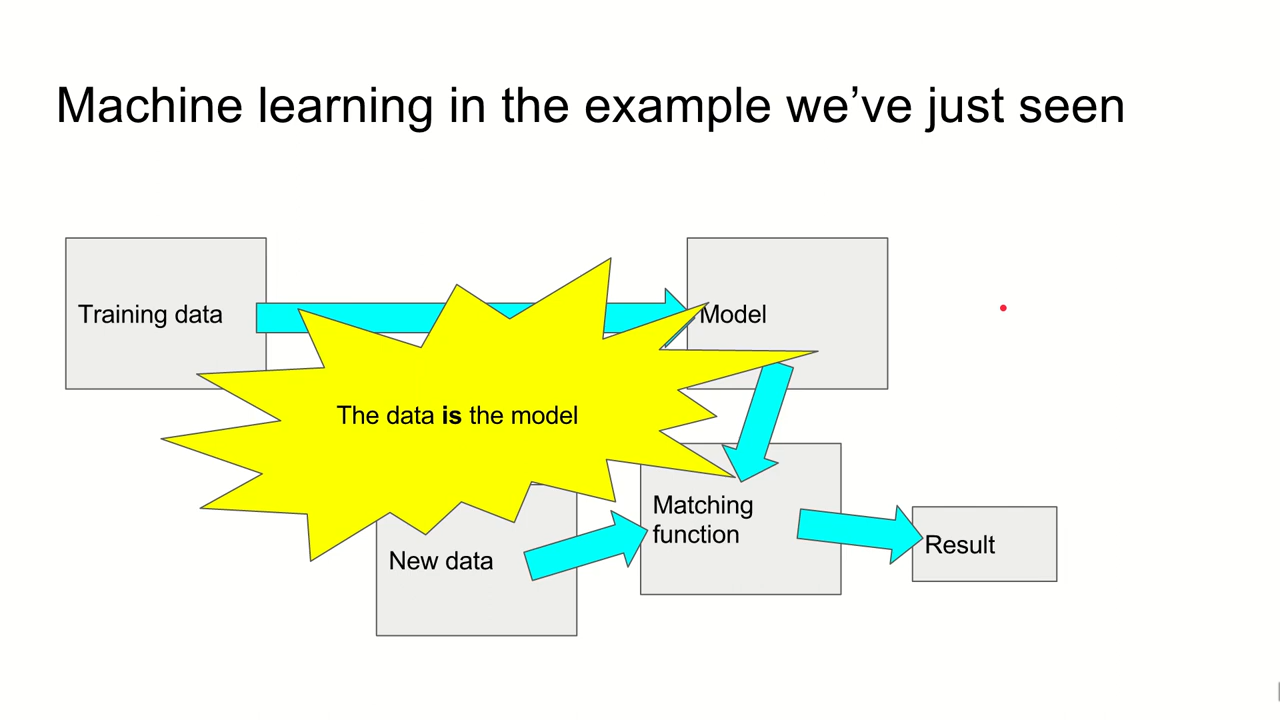 Machine learning in the example we’ve just seen
Training data
Model
The data is the model
Matching
function
New data
Result